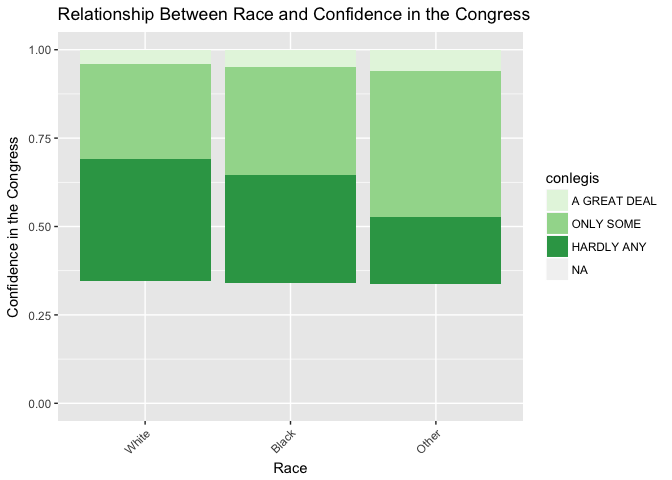 Relationship Between Race and Confidence in the Congress
Confidence in the Congress
1.00
0.75
0.50
0.25
0.00
White
Black
Other
Race
conlegis
A GREAT DEAL
ONLY SOME
HARDLY ANY
NA